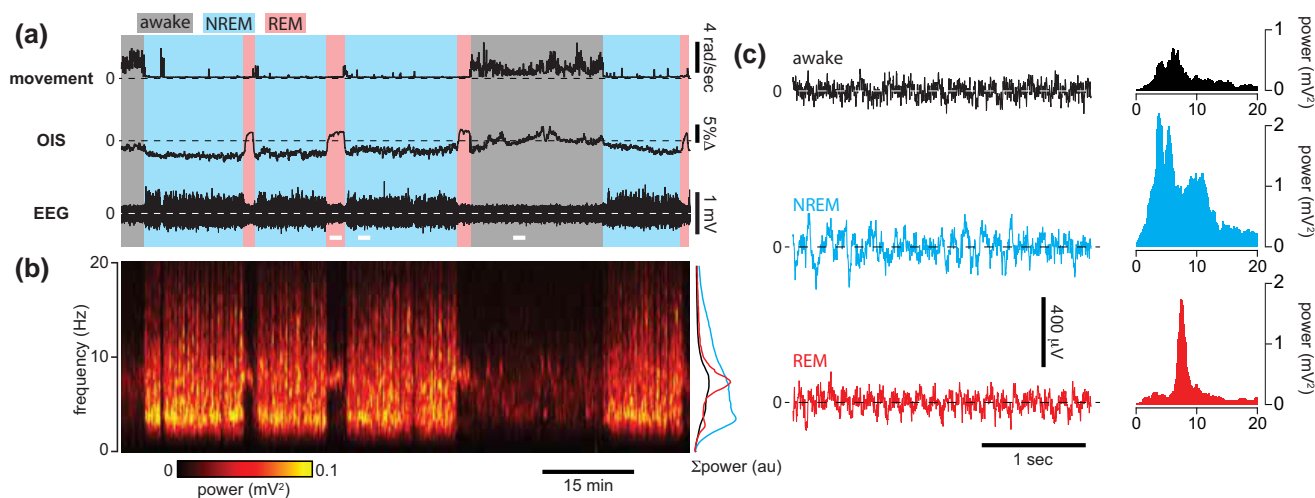 awake NREM REM
(a)
movement 0 4 rad/sec
OIS 0 5%Δ
EEG 0 1 mV
(b)
20
10
0
frequency (Hz)
0 0.1
power (mV²)
15 min
Σpower (au)
(c)
awake
0
1
0
power (mV²)
0 10 20
NREM
0
2
1
0
power (mV²)
0 10 20
400 μV
REM
0
2
1
0
power (mV²)
0 10 20
1 sec